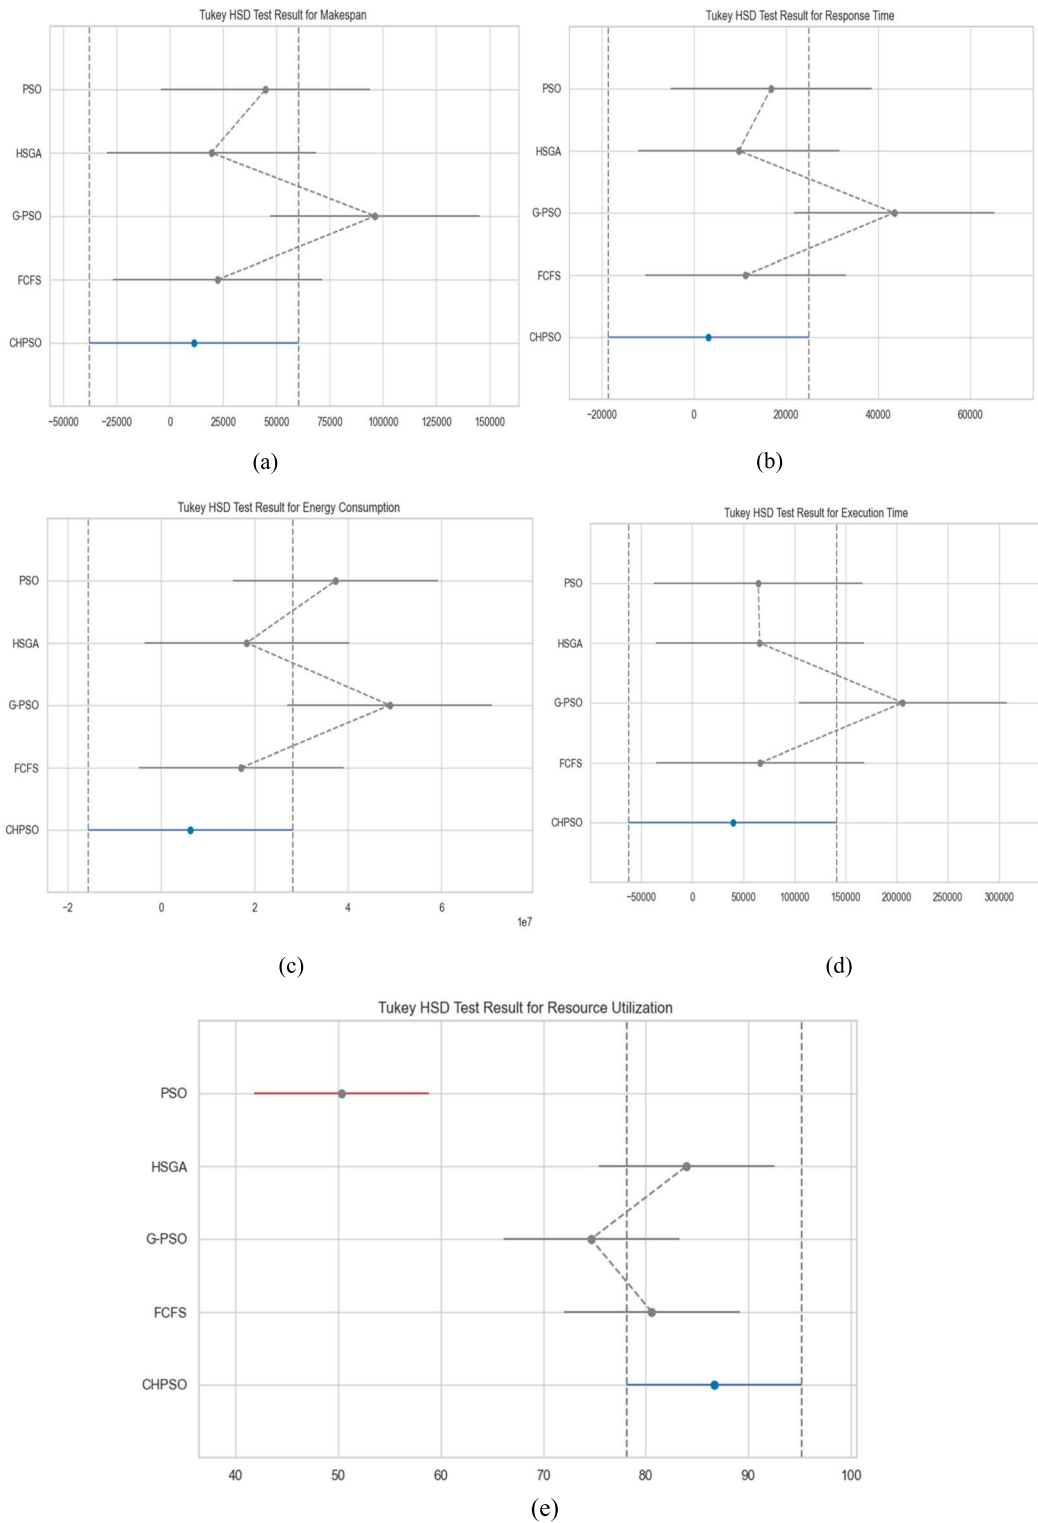 Tukey HSD Test Result for Makespan
PSO
HSGA
G-PSO
FCFS
CHPSO
−50000 −25000 0 25000 50000 75000 100000 125000 150000
(a)
Tukey HSD Test Result for Response Time
PSO
HSGA
G-PSO
FCFS
CHPSO
−20000 0 20000 40000 60000
(b)
Tukey HSD Test Result for Energy Consumption
PSO
HSGA
G-PSO
FCFS
CHPSO
−2 0 2 4 6
1e7
(c)
Tukey HSD Test Result for Execution Time
PSO
HSGA
G-PSO
FCFS
CHPSO
−50000 0 50000 100000 150000 200000 250000 300000
(d)
Tukey HSD Test Result for Resource Utilization
PSO
HSGA
G-PSO
FCFS
CHPSO
40 50 60 70 80 90 100
(e)